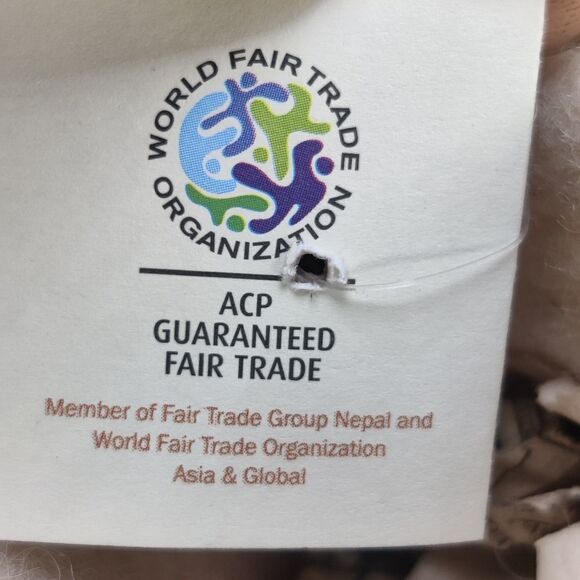 WORLD FAIR TRADE
ORGANIZATION
ACP
GUARANTEED
FAIR TRADE
Member of Fair Trade Group Nepal and
World Fair Trade Organization
Asia & Global